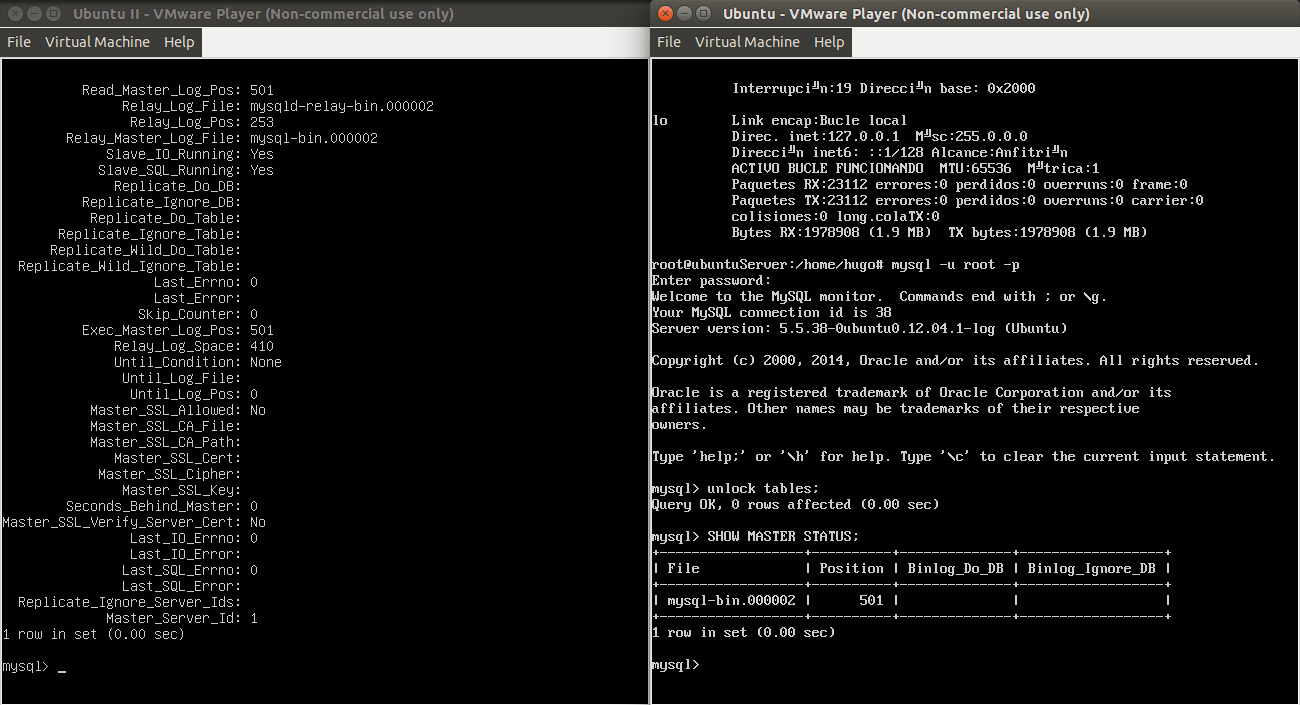 Ubuntu II - VMware Player (Non-commercial use only)
File Virtual Machine Help
Read_Master_Log_Pos: 501
Relay_Log_File: mysqld-relay-bin.000002
Relay_Log_Pos: 253
Relay_Master_Log_File: mysql-bin.000002
Slave_IO_Running: Yes
Slave_SQL_Running: Yes
Replicate_Do_DB:
Replicate_Ignore_DB:
Replicate_Do_Table:
Replicate_Ignore_Table:
Replicate_Wild_Do_Table:
Replicate_Wild_Ignore_Table:
Last_Errno: 0
Last_Error:
Skip_Counter: 0
Exec_Master_Log_Pos: 501
Relay_Log_Space: 410
Until_Condition: None
Until_Log_File:
Until_Log_Pos: 0
Master_SSL_Allowed: No
Master_SSL_CA_File:
Master_SSL_CA_Path:
Master_SSL_Cert:
Master_SSL_Cipher:
Master_SSL_Key:
Seconds_Behind_Master: 0
Master_SSL_Verify_Server_Cert: No
Last_IO_Errno: 0
Last_IO_Error:
Last_SQL_Errno: 0
Last_SQL_Error:
Replicate_Ignore_Server_Ids:
Master_Server_Id: 1
1 row in set (0.00 sec)
mysql> _
Ubuntu - VMware Player (Non-commercial use only)
File Virtual Machine Help
Interrupci╝n:19 Direcci╝n base: 0x2000
lo Link encap:Bucle local
Direc. inet:127.0.0.1 M╝sc:255.0.0.0
Direcci╝n inet6: ::1/128 Alcance:Anfitri╝n
ACTIVO BUCLE FUNCIONANDO MTU:65536 M╝trica:1
Paquetes RX:23112 errores:0 perdidos:0 overruns:0 frame:0
Paquetes TX:23112 errores:0 perdidos:0 overruns:0 carrier:0
colisiones:0 long.colaTX:0
Bytes RX:1978908 (1.9 MB) TX bytes:1978908 (1.9 MB)
root@ubuntuServer:/home/hugo# mysql -u root -p
Enter password:
Welcome to the MySQL monitor. Commands end with ; or \g.
Your MySQL connection id is 38
Server version: 5.5.38-0ubuntu0.12.04.1-log (Ubuntu)
Copyright (c) 2000, 2014, Oracle and/or its affiliates. All rights reserved.
Oracle is a registered trademark of Oracle Corporation and/or its
affiliates. Other names may be trademarks of their respective
owners.
Type 'help;' or '\h' for help. Type '\c' to clear the current input statement.
mysql> unlock tables;
Query OK, 0 rows affected (0.00 sec)
mysql> SHOW MASTER STATUS;
+------------------+----------+--------------+------------------+
| File | Position | Binlog_Do_DB | Binlog_Ignore_DB |
+------------------+----------+--------------+------------------+
| mysql-bin.000002 | 501 | | |
+------------------+----------+--------------+------------------+
1 row in set (0.00 sec)
mysql>